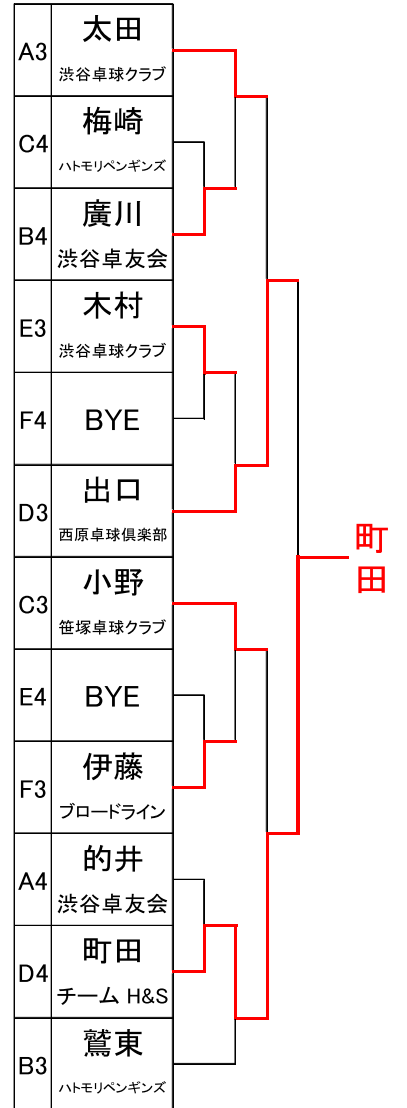 A3
太田
渋谷卓球クラブ
C4
梅崎
ハトモリペンギンズ
B4
廣川
渋谷卓友会
E3
木村
渋谷卓球クラブ
F4
BYE
D3
出口
西原卓球倶楽部
C3
小野
笹塚卓球クラブ
E4
BYE
F3
伊藤
ブロードライン
A4
的井
渋谷卓友会
D4
町田
チーム H&S
B3
鷲東
ハトモリペンギンズ
町田